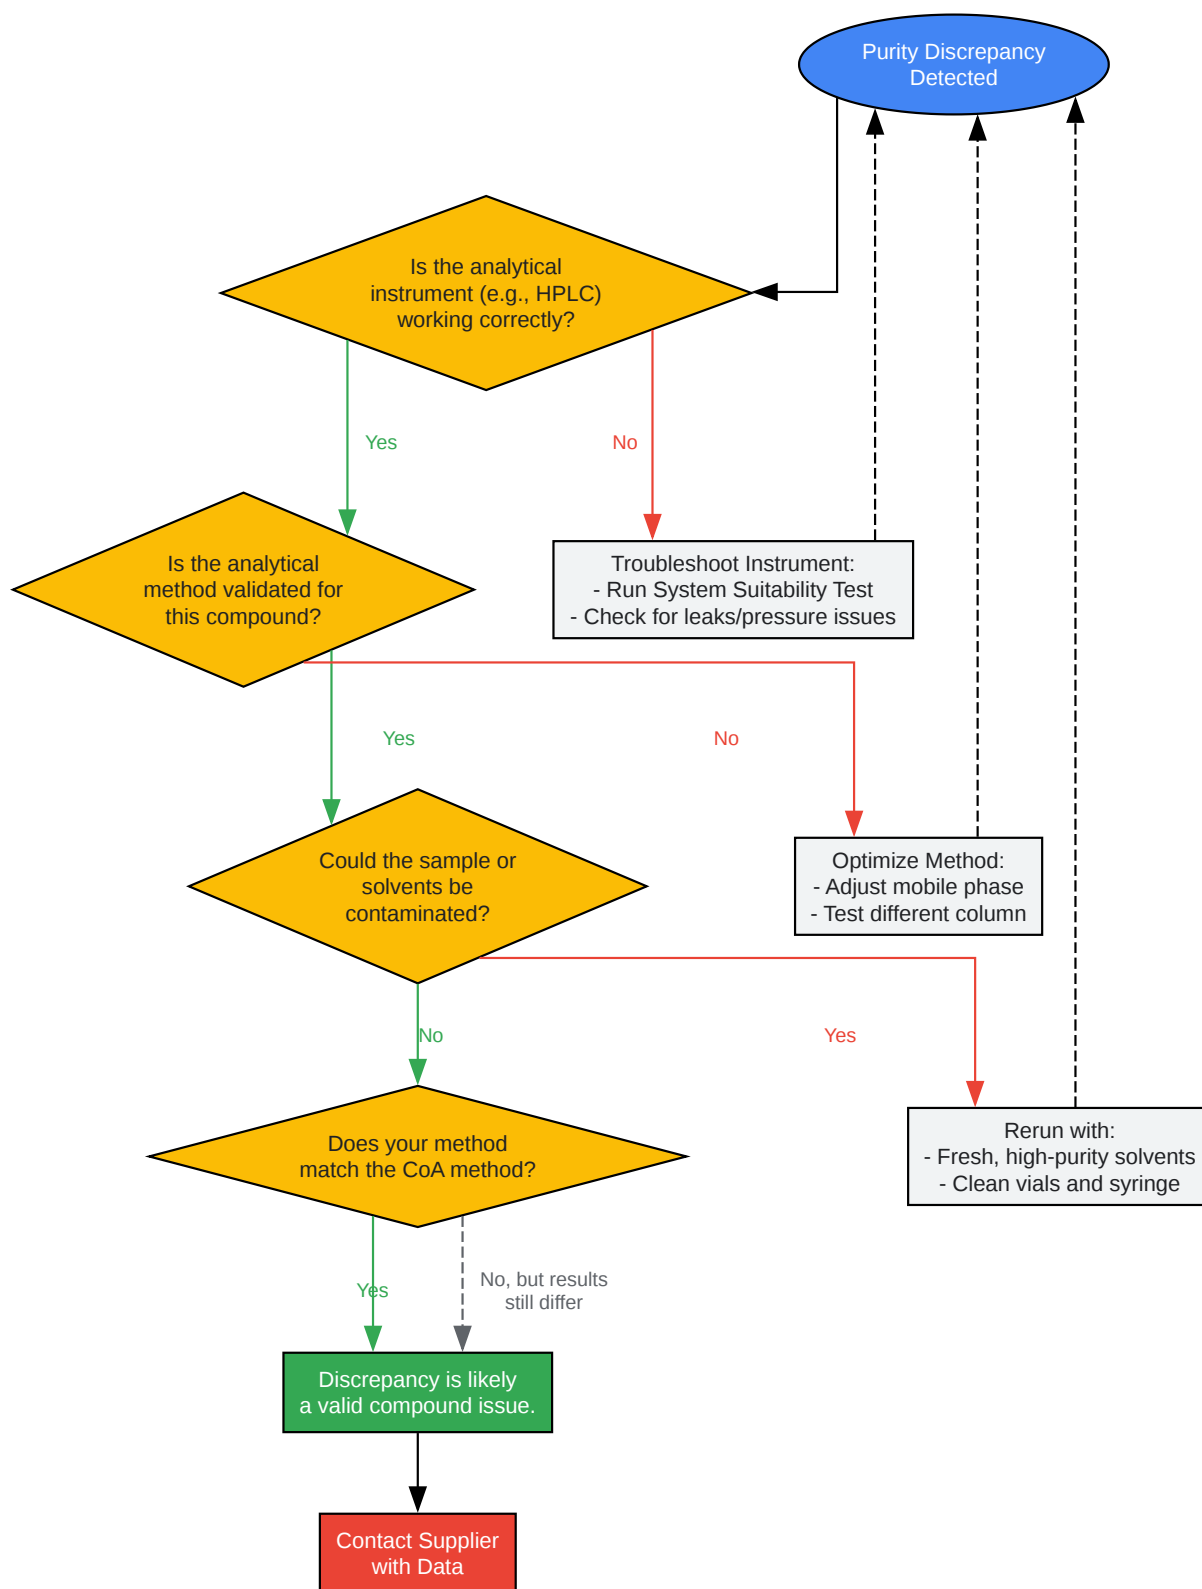 Purity Discrepancy
Detected
Is the analytical
instrument (e.g., HPLC)
working correctly?
Yes
No
Is the analytical
method validated for
this compound?
Troubleshoot Instrument:
- Run System Suitability Test
- Check for leaks/pressure issues
Yes
No
Could the sample or
solvents be
contaminated?
Optimize Method:
- Adjust mobile phase
- Test different column
No
Yes
Does your method
match the CoA method?
Rerun with:
- Fresh, high-purity solvents
- Clean vials and syringe
Yes
No, but results
still differ
Discrepancy is likely
a valid compound issue.
Contact Supplier
with Data